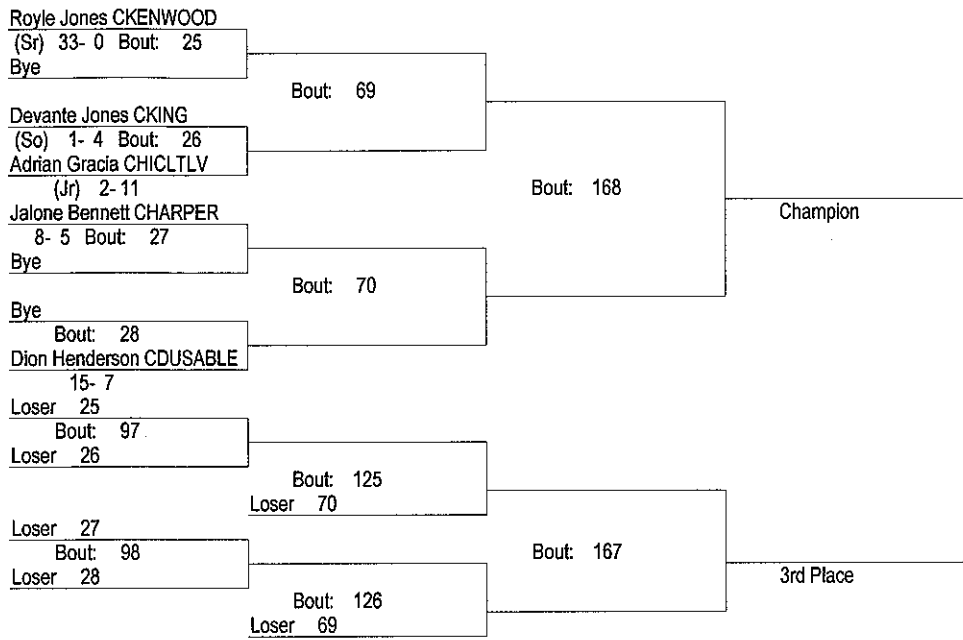 Royle Jones CKENWOOD
(Sr) 33- 0 Bout: 25
Bye
Bout: 69
Devante Jones CKING
(So) 1- 4 Bout: 26
Adrian Gracia CHICLTLV
(Jr) 2- 11
Bout: 168
Champion
Jalone Bennett CHARPER
8- 5 Bout: 27
Bye
Bout: 70
Bye
Bout: 28
Dion Henderson CDUSABLE
15- 7
Loser 25
Bout: 97
Loser 26
Bout: 125
Loser 70
Loser 27
Bout: 98
Loser 28
Bout: 167
3rd Place
Bout: 126
Loser 69